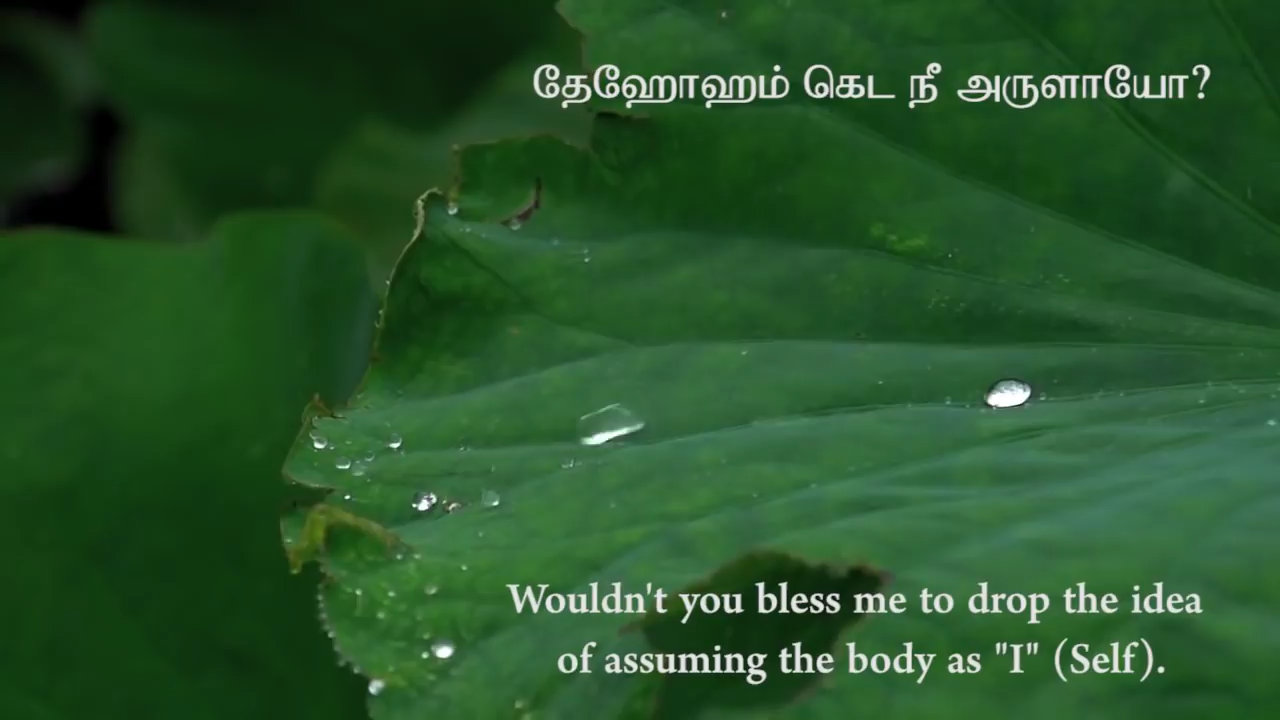 தேஹோஹம் கெட நீ அருளாயோ?
Wouldn't you bless me to drop the idea
of assuming the body as "I" (Self).